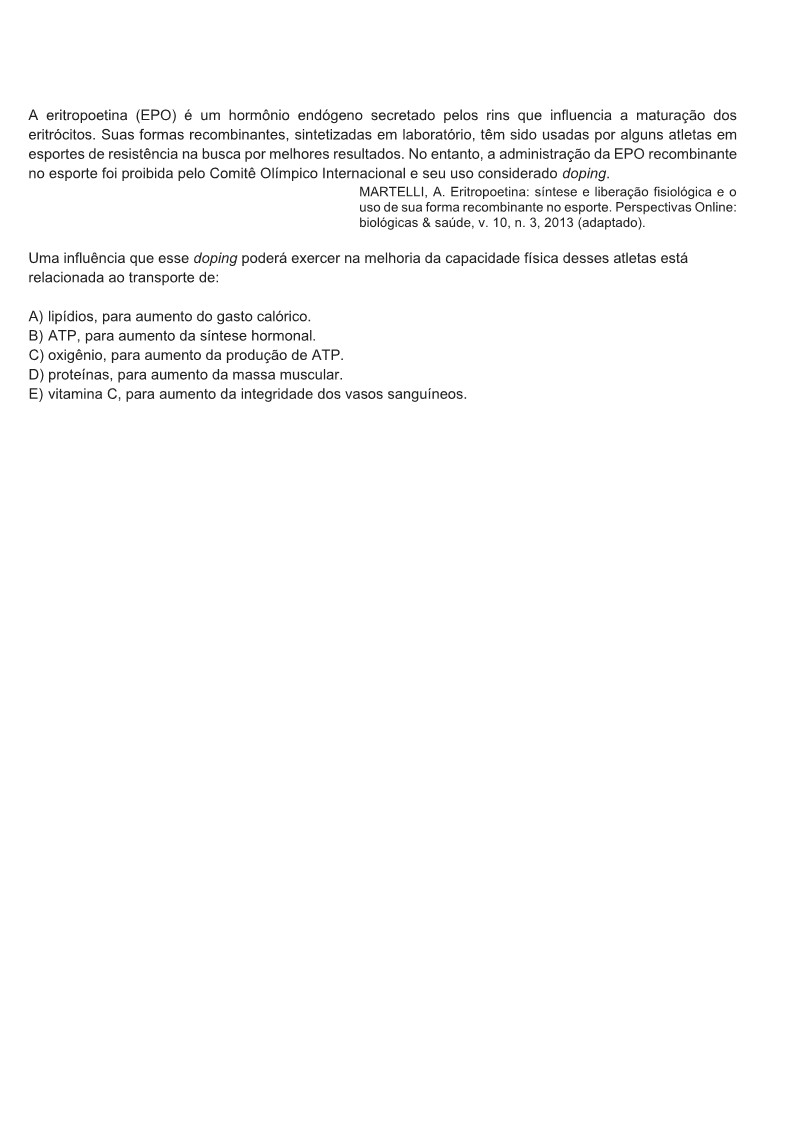 A eritropoetina (EPO) é um hormônio endógeno secretado pelos rins que influencia a maturação dos
eritrócitos. Suas formas recombinantes, sintetizadas em laboratório, têm sido usadas por alguns atletas em
esportes de resistência na busca por melhores resultados. No entanto, a administração da EPO recombinante
no esporte foi proibida pelo Comitê Olímpico Internacional e seu uso considerado doping.
MARTELLI, A. Eritropoetina: síntese e liberação fisiológica e o
uso de sua forma recombinante no esporte. Perspectivas Online:
biológicas & saúde, v. 10, n. 3, 2013 (adaptado).
Uma influência que esse doping poderá exercer na melhoria da capacidade física desses atletas está
relacionada ao transporte de:
A) lipídios, para aumento do gasto calórico.
B) ATP, para aumento da síntese hormonal.
C) oxigênio, para aumento da produção de ATP.
D) proteínas, para aumento da massa muscular.
E) vitamina C, para aumento da integridade dos vasos sanguíneos.